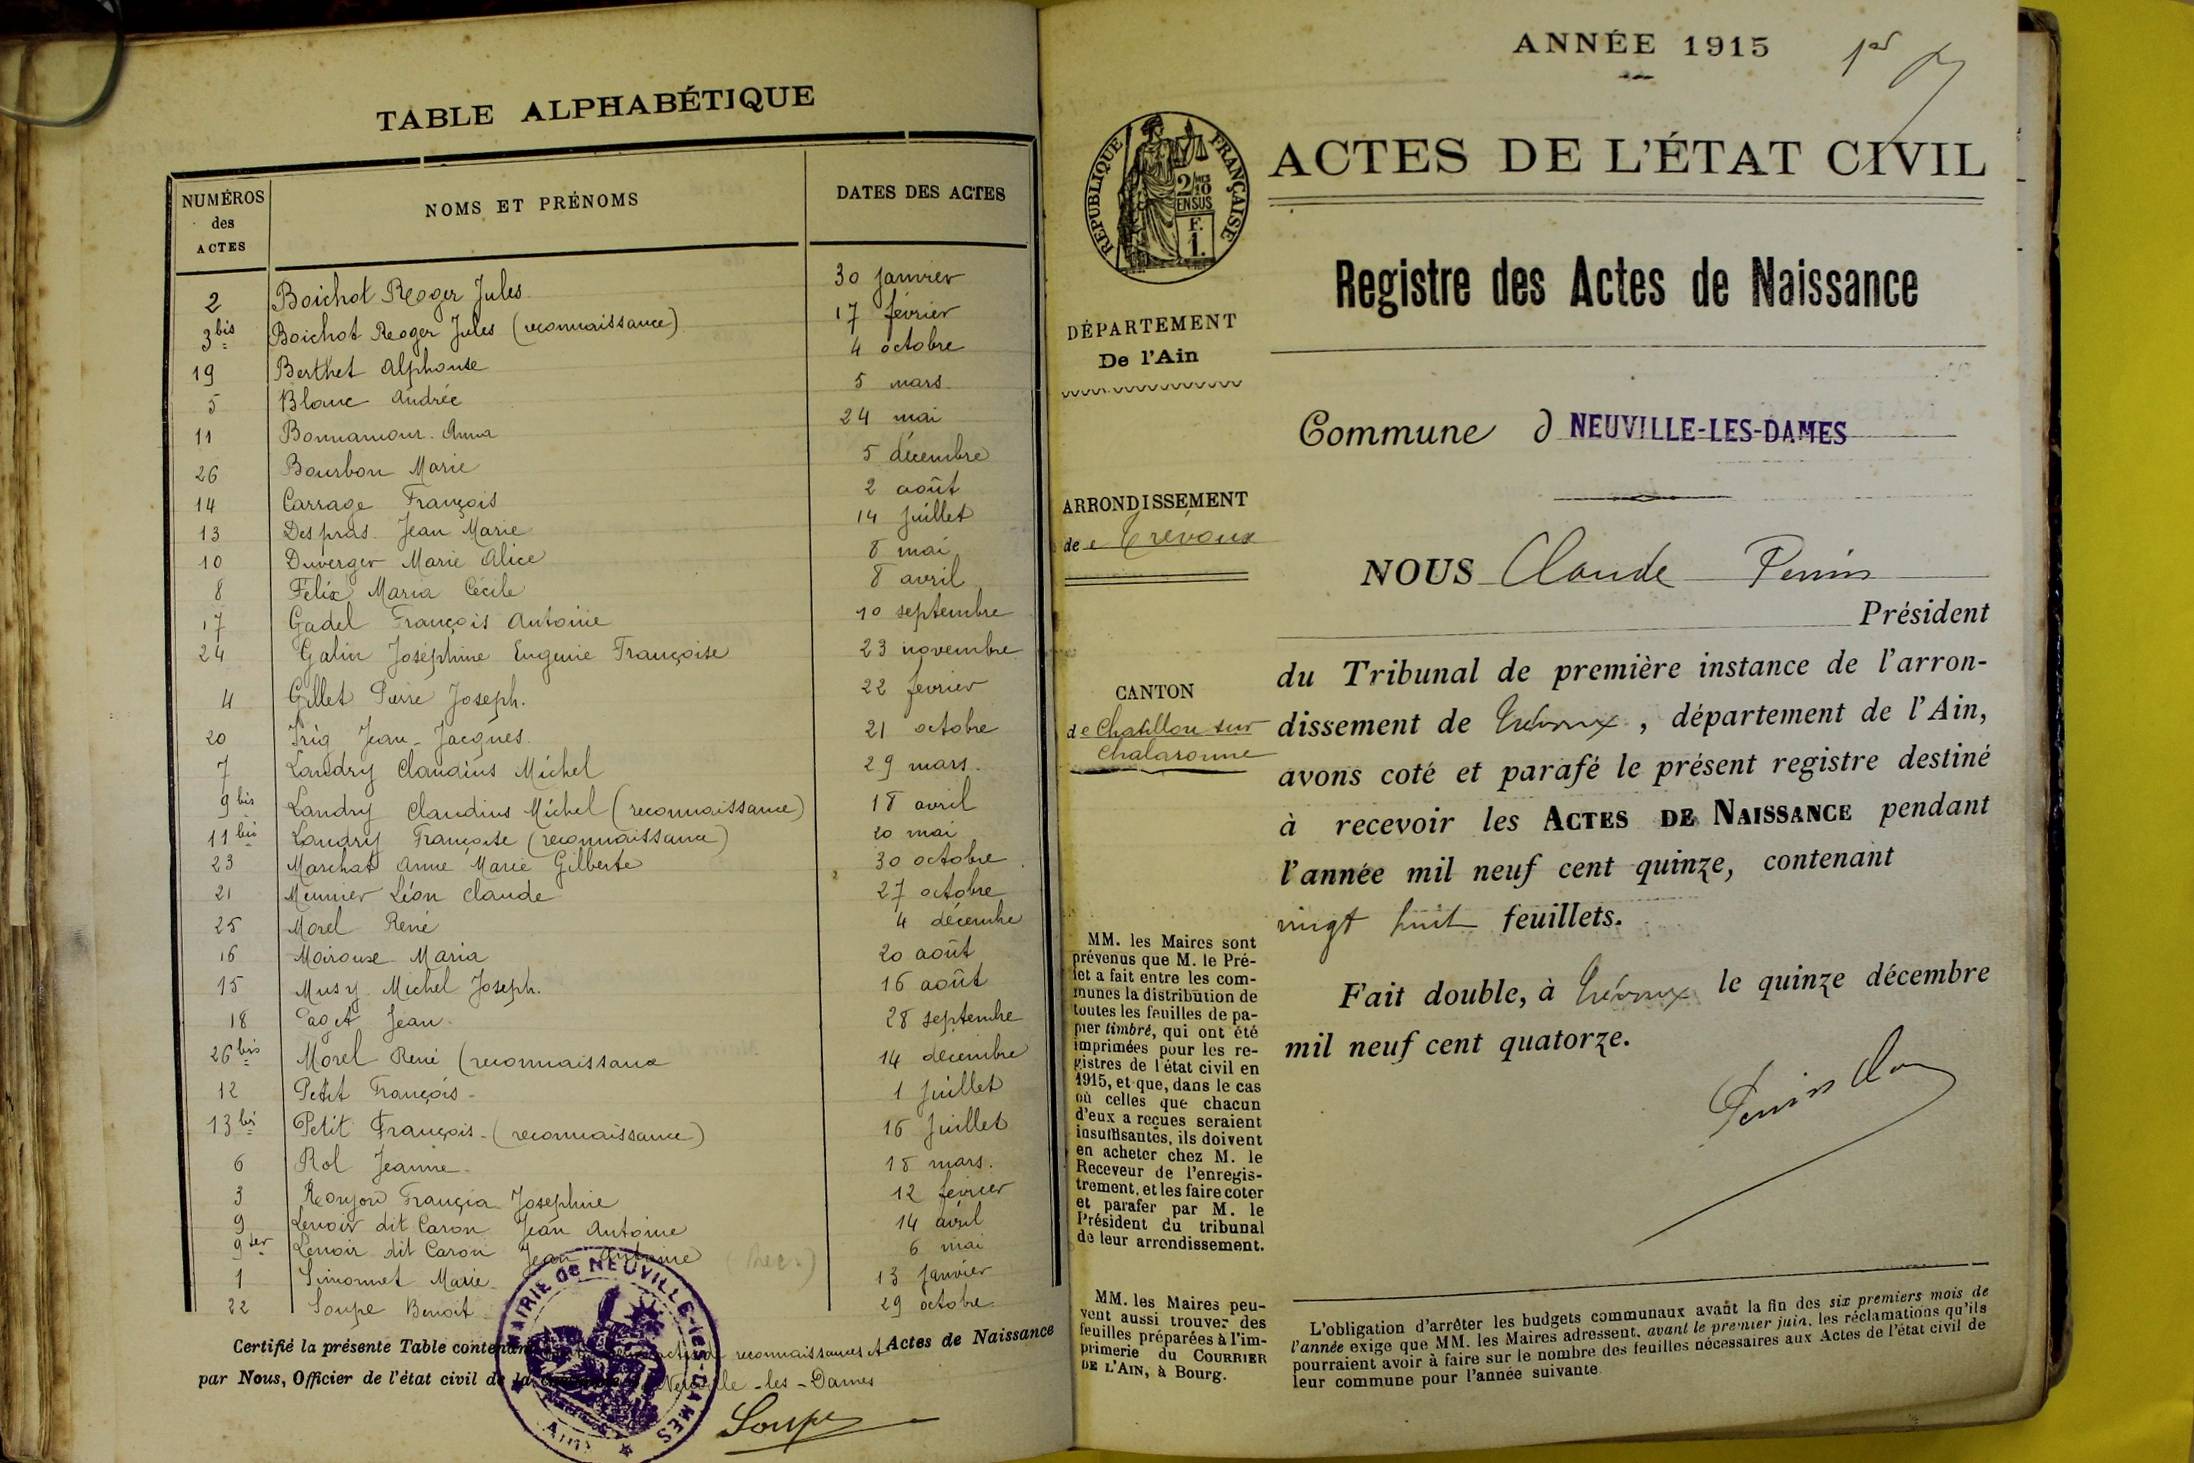 TABLE ALPHABÉTIQUE
NUMÉROS des ACTES NOMS ET PRÉNOMS DATES DES ACTES
2 Boichot Roger Jules 30 janvier
3 bis Boichot Roger Jules (reconnaissance) 17 février
19 Berthet Alphonse 4 octobre
5 Blanc Andrée 5 mars
11 Bonnamour Anna 24 mai
26 Bourbon Marie 5 décembre
14 Carrage François 2 août
13 Despras Jean Marie 14 juillet
10 Duverger Marie Alice 8 mai
8 Felix Maria Cécile 8 avril
17 Gadel François Antoine 10 septembre
24 Galin Joséphine Eugenie Françoise 23 novembre
4 Gillet Pierre Joseph. 22 fevrier
20 Jean-Jacques 21 octobre
7 Landry Claudius Michel 29 mars.
9 bis Landry Claudius Michel (reconnaissance) 18 avril
11 bis Landry Françoise (reconnaissance) 20 mai
23 Marchat Anne Marie Gilberte 30 octobre
21 Meunier Léon Claude 27 octobre
25 Morel René 4 décembre
16 Moirouse Maria 20 août
15 Musy Michel Joseph. 16 août
18 Paget Jean 28 septembre
26 bis Morel René (reconnaissance 14 décembre
12 Petit François - 1 Juillet
13 bis Petit François - (reconnaissance) 16 Juillet
6 Rol Jeanne - 18 mars.
3 Ronjon Françia Josephine 12 février
9 Lenoir dit Caron Jean Antoine 14 avril
9 ter Lenoir dit Caron Jean Antoine (Rec.) 6 mai
1 Simonnet Marie 13 Janvier
22 Soupe Benoit 29 octobre
Certifié la présente Table contenant reconnaissances et Actes de Naissance
par Nous, Officier de l'état civil de la Neuville-les-Dames
MAIRIE de NEUVILLE-les-DAMES
★ (AIN) ★
Soupe
ANNÉE 1915
1er
RÉPUBLIQUE FRANÇAISE
2/10
EN SUS
F.
1.
ACTES DE L'ÉTAT CIVIL
Registre des Actes de Naissance
DÉPARTEMENT
De l'Ain
Commune d NEUVILLE-LES-DAMES
ARRONDISSEMENT
de Trévoux
CANTON
de Chatillon sur
Chalaronne
NOUS Claude Perrin
Président
du Tribunal de première instance de l'arron-
dissement de Trévoux, département de l'Ain,
avons coté et parafé le présent registre destiné
à recevoir les ACTES DE NAISSANCE pendant
l'année mil neuf cent quinze, contenant
vingt huit feuillets.
Fait double, à Trévoux le quinze décembre
mil neuf cent quatorze.
MM. les Maires sont
prévenus que M. le Pré-
fet a fait entre les com-
munes la distribution de
toutes les feuilles de pa-
pier timbré, qui ont été
imprimées pour les re-
gistres de l'état civil en
1915, et que, dans le cas
où celles que chacun
d'eux a reçues seraient
insuffisantes, ils doivent
en acheter chez M. le
Receveur de l'enregis-
trement, et les faire coter
et parafer par M. le
Président du tribunal
de leur arrondissement.
MM. les Maires peu-
vent aussi trouver des
feuilles préparées à l'im-
primerie du COURRIER
DE L'AIN, à Bourg.
L'obligation d'arrêter les budgets communaux avant la fin des six premiers mois de
l'année exige que MM. les Maires adressent, avant le premier juin, les réclamations qu'ils
pourraient avoir à faire sur le nombre des feuilles nécessaires aux Actes de l'état civil de
leur commune pour l'année suivante.